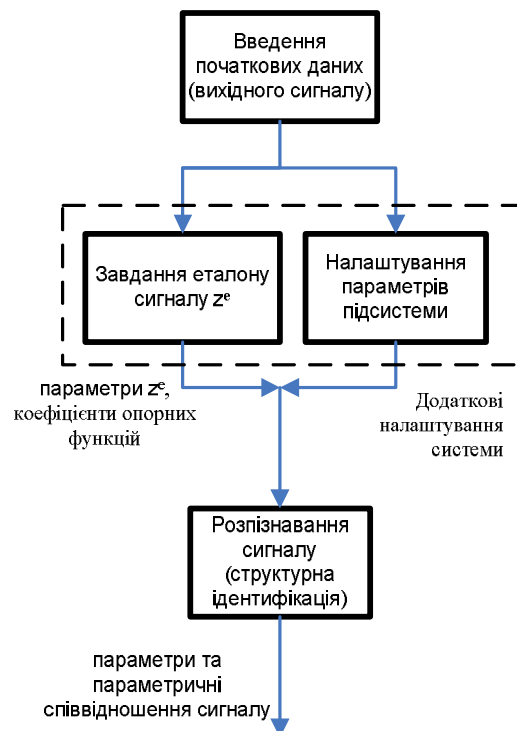 Введення
початкових даних
(вихідного сигналу)
Завдання еталону
сигналу zᵉ
Налаштування
параметрів
підсистеми
параметри zᵉ,
коефіцієнти опорних
функцій
Додаткові
налаштування
системи
Розпізнавання
сигналу
(структурна
ідентифікація)
параметри та
параметричні
співвідношення сигналу